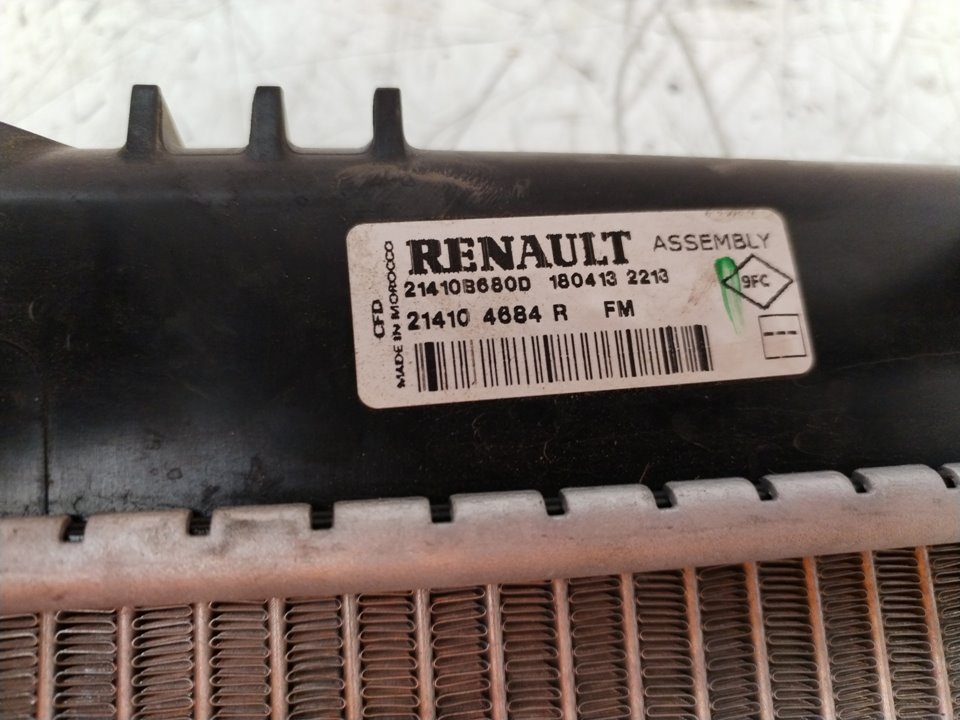 RENAULT ASSEMBLY
21410B680D 180413 2213
21410 4684 R FM
9FC
CFD
MADE IN MOROCCO